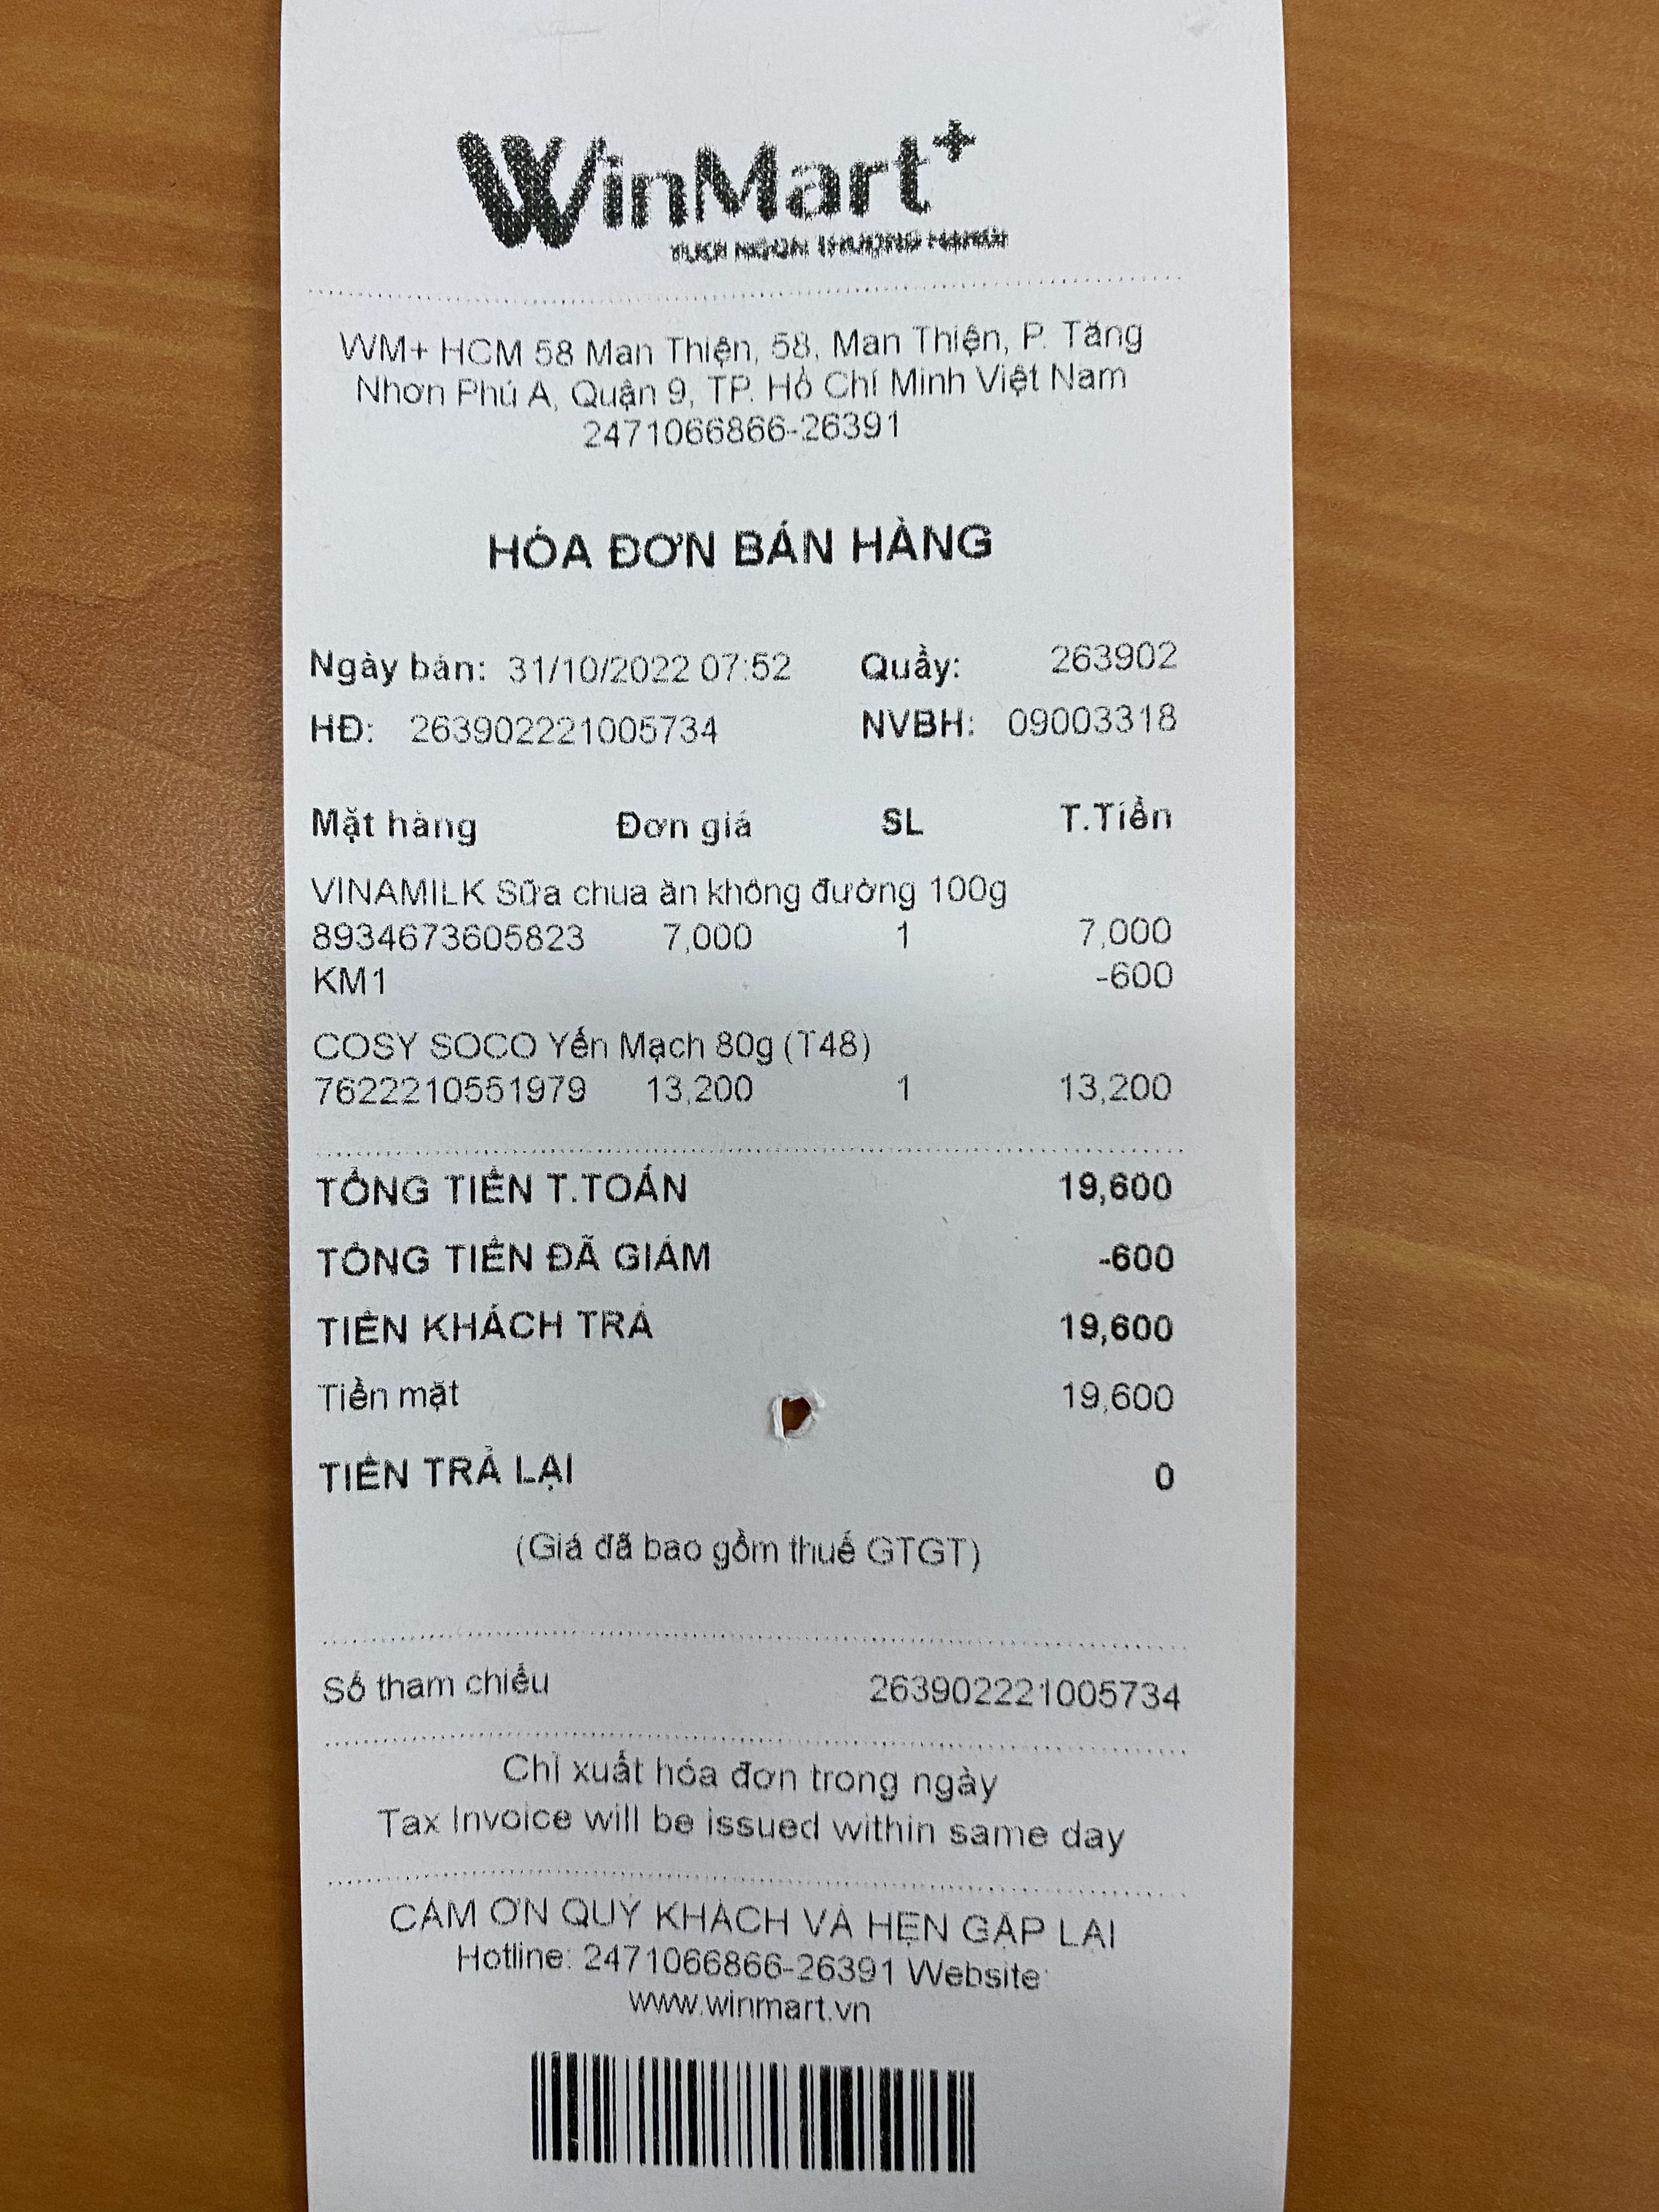 WinMart+
TƯƠI NGON THƯỢNG HẠNG
WM+ HCM 58 Man Thiện, 58, Man Thiện, P. Tăng
Nhơn Phú A, Quận 9, TP. Hồ Chí Minh Việt Nam
2471066866-26391
HÓA ĐƠN BÁN HÀNG
Ngày bán: 31/10/2022 07:52 Quầy: 263902
HĐ: 263902221005734 NVBH: 09003318
Mặt hàng Đơn giá SL T.Tiền
VINAMILK Sữa chua ăn không đường 100g
8934673605823 7,000 1 7,000
KM1 -600
COSY SOCO Yến Mạch 80g (T48)
7622210551979 13,200 1 13,200
TỔNG TIỀN T.TOÁN 19,600
TỔNG TIỀN ĐÃ GIẢM -600
TIỀN KHÁCH TRẢ 19,600
Tiền mặt 19,600
TIỀN TRẢ LẠI 0
(Giá đã bao gồm thuế GTGT)
Số tham chiếu 263902221005734
Chỉ xuất hóa đơn trong ngày
Tax Invoice will be issued within same day
CẢM ƠN QUÝ KHÁCH VÀ HẸN GẶP LẠI
Hotline: 2471066866-26391 Website:
www.winmart.vn